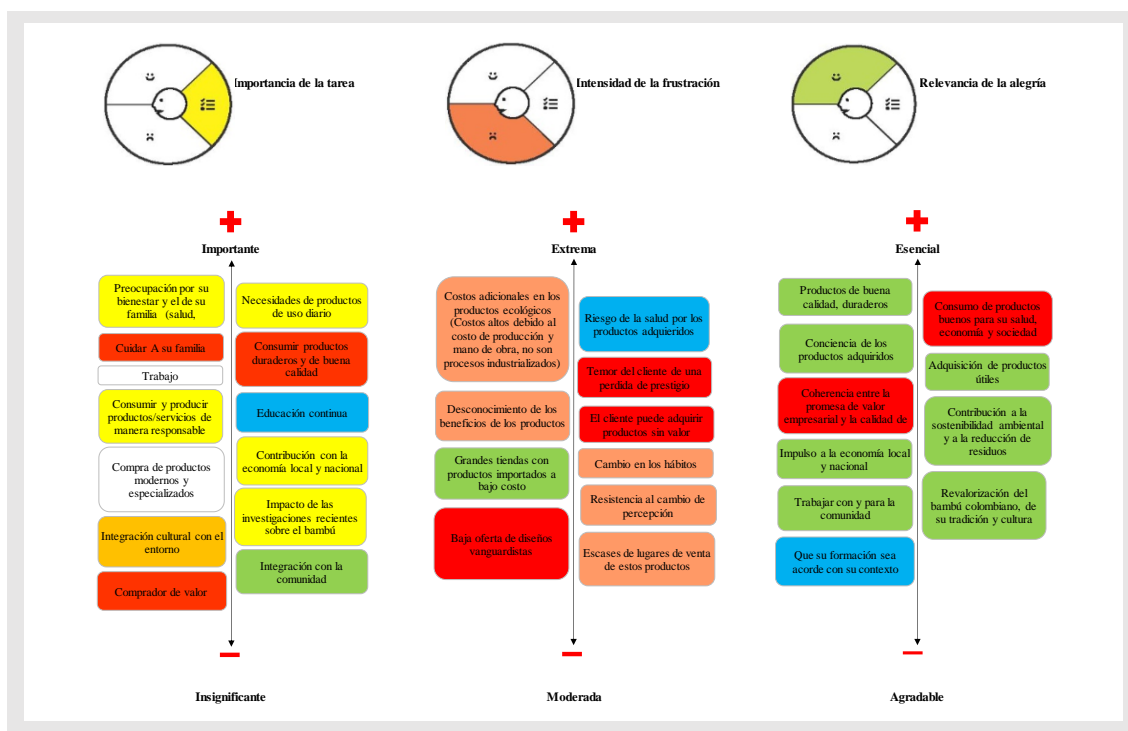 Importancia de la tarea
Intensidad de la frustración
Relevancia de la alegría
Importante
Preocupación por su
bienestar y el de su
familia (salud,
Cuidar A su familia
Trabajo
Consumir y producir
productos/servicios de
manera responsable
Compra de productos
modernos y
especializados
Integración cultural con el
entorno
Comprador de valor
Necesidades de productos
de uso diario
Consumir productos
duraderos y de buena
calidad
Educación continua
Contribución con la
economía local y nacional
Impacto de las
investigaciones recientes
sobre el bambú
Integración con la
comunidad
Insignificante
Extrema
Costos adicionales en los
productos ecológicos
(Costos altos debido al
costo de producción y
mano de obra, no son
procesos industrializados)
Desconocimiento de los
beneficios de los productos
Grandes tiendas con
productos importados a
bajo costo
Baja oferta de diseños
vanguardistas
Riesgo de la salud por los
productos adquieridos
Temor del cliente de una
perdida de prestigio
El cliente puede adquirir
productos sin valor
Cambio en los hábitos
Resistencia al cambio de
percepción
Escases de lugares de venta
de estos productos
Moderada
Esencial
Productos de buena
calidad, duraderos
Conciencia de los
productos adquiridos
Coherencia entre la
promesa de valor
empresarial y la calidad de
Impulso a la economía local
y nacional
Trabajar con y para la
comunidad
Que su formación sea
acorde con su contexto
Consumo de productos
buenos para su salud,
economía y sociedad
Adquisición de productos
útiles
Contribución a la
sostenibilidad ambiental
y a la reducción de
residuos
Revalorización del
bambú colombiano, de
su tradición y cultura
Agradable